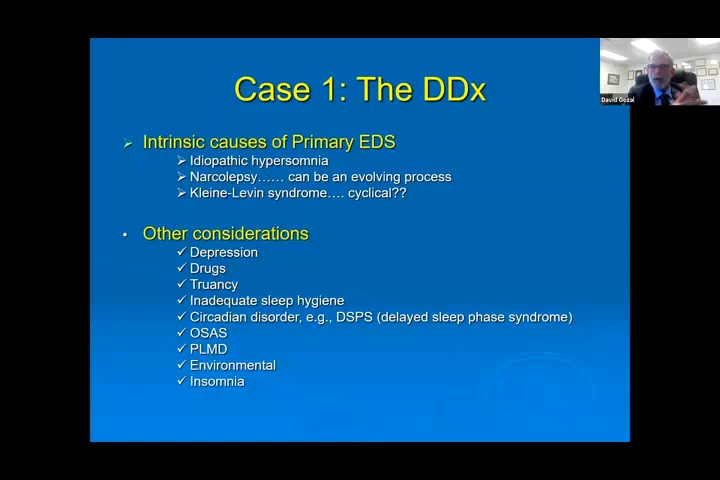 Case 1: The DDx
Intrinsic causes of Primary EDS
Idiopathic hypersomnia
Narcolepsy…… can be an evolving process
Kleine-Levin syndrome…. cyclical??
Other considerations
Depression
Drugs
Truancy
Inadequate sleep hygiene
Circadian disorder, e.g., DSPS (delayed sleep phase syndrome)
OSAS
PLMD
Environmental
Insomnia
David Gozal